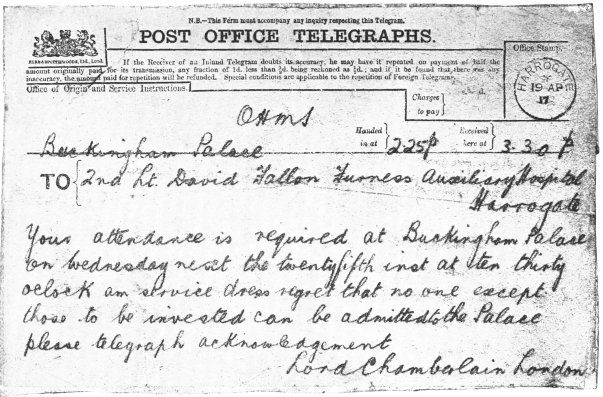 N.B.—This Form must accompany any inquiry respecting this Telegram.
POST OFFICE TELEGRAPHS.
If the Receiver of an Inland Telegram doubts its accuracy, he may have it repeated on payment of half the
amount originally paid for its transmission, any fraction of 1d. less than ½d. being reckoned as ½d.; and if it be found that there was any
inaccuracy, the amount paid for repetition will be refunded. Special conditions are applicable to the repetition of Foreign Telegrams.
Office of Origin and Service Instructions.
Charges
to pay
Office Stamp.
HARROGATE
19 AP
17
OHMS
Buckingham Palace
Handed
in at
2.25 p
Received
here at
3.30 p
TO
2nd Lt. David Fallon Furness Auxiliary Hospital
Harrogate
Your attendance is required at Buckingham Palace
on Wednesday next the twentyfifth inst at ten thirty
oclock am service dress regret that no one except
those to be invested can be admitted to the Palace
please telegraph acknowledgement
Lord Chamberlain London